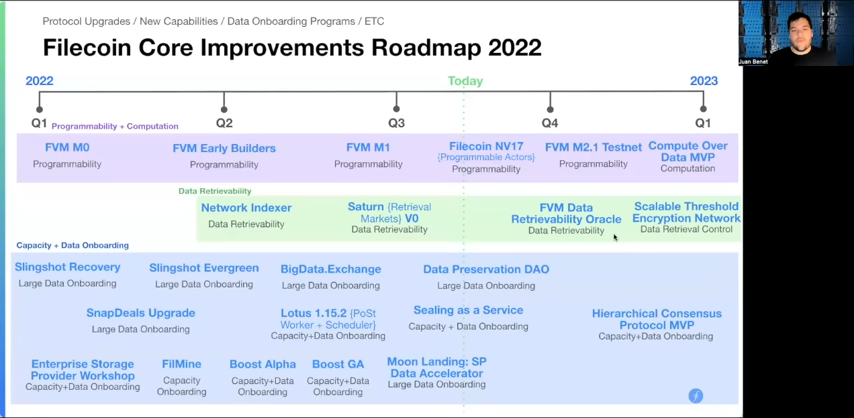 Protocol Upgrades / New Capabilities / Data Onboarding Programs / ETC
Filecoin Core Improvements Roadmap 2022
Juan Benet
2022
Today
2023
Q1
Q2
Q3
Q4
Q1
Programmability + Computation
FVM M0
Programmability
FVM Early Builders
Programmability
FVM M1
Programmability
Filecoin NV17
{Programmable Actors}
Programmability
FVM M2.1 Testnet
Programmability
Compute Over
Data MVP
Computation
Data Retrievability
Network Indexer
Data Retrievability
Saturn {Retrieval
Markets} V0
Data Retrievability
FVM Data
Retrievability Oracle
Data Retrievability
Scalable Threshold
Encryption Network
Data Retrieval Control
Capacity + Data Onboarding
Slingshot Recovery
Large Data Onboarding
Slingshot Evergreen
Large Data Onboarding
BigData.Exchange
Large Data Onboarding
Data Preservation DAO
Large Data Onboarding
SnapDeals Upgrade
Large Data Onboarding
Lotus 1.15.2 {PoSt
Worker + Scheduler}
Capacity+Data Onboarding
Sealing as a Service
Capacity + Data Onboarding
Hierarchical Consensus
Protocol MVP
Capacity+Data Onboarding
Enterprise Storage
Provider Workshop
Capacity+Data Onboarding
FilMine
Capacity
Onboarding
Boost Alpha
Capacity+Data
Onboarding
Boost GA
Capacity+Data
Onboarding
Moon Landing: SP
Data Accelerator
Large Data Onboarding